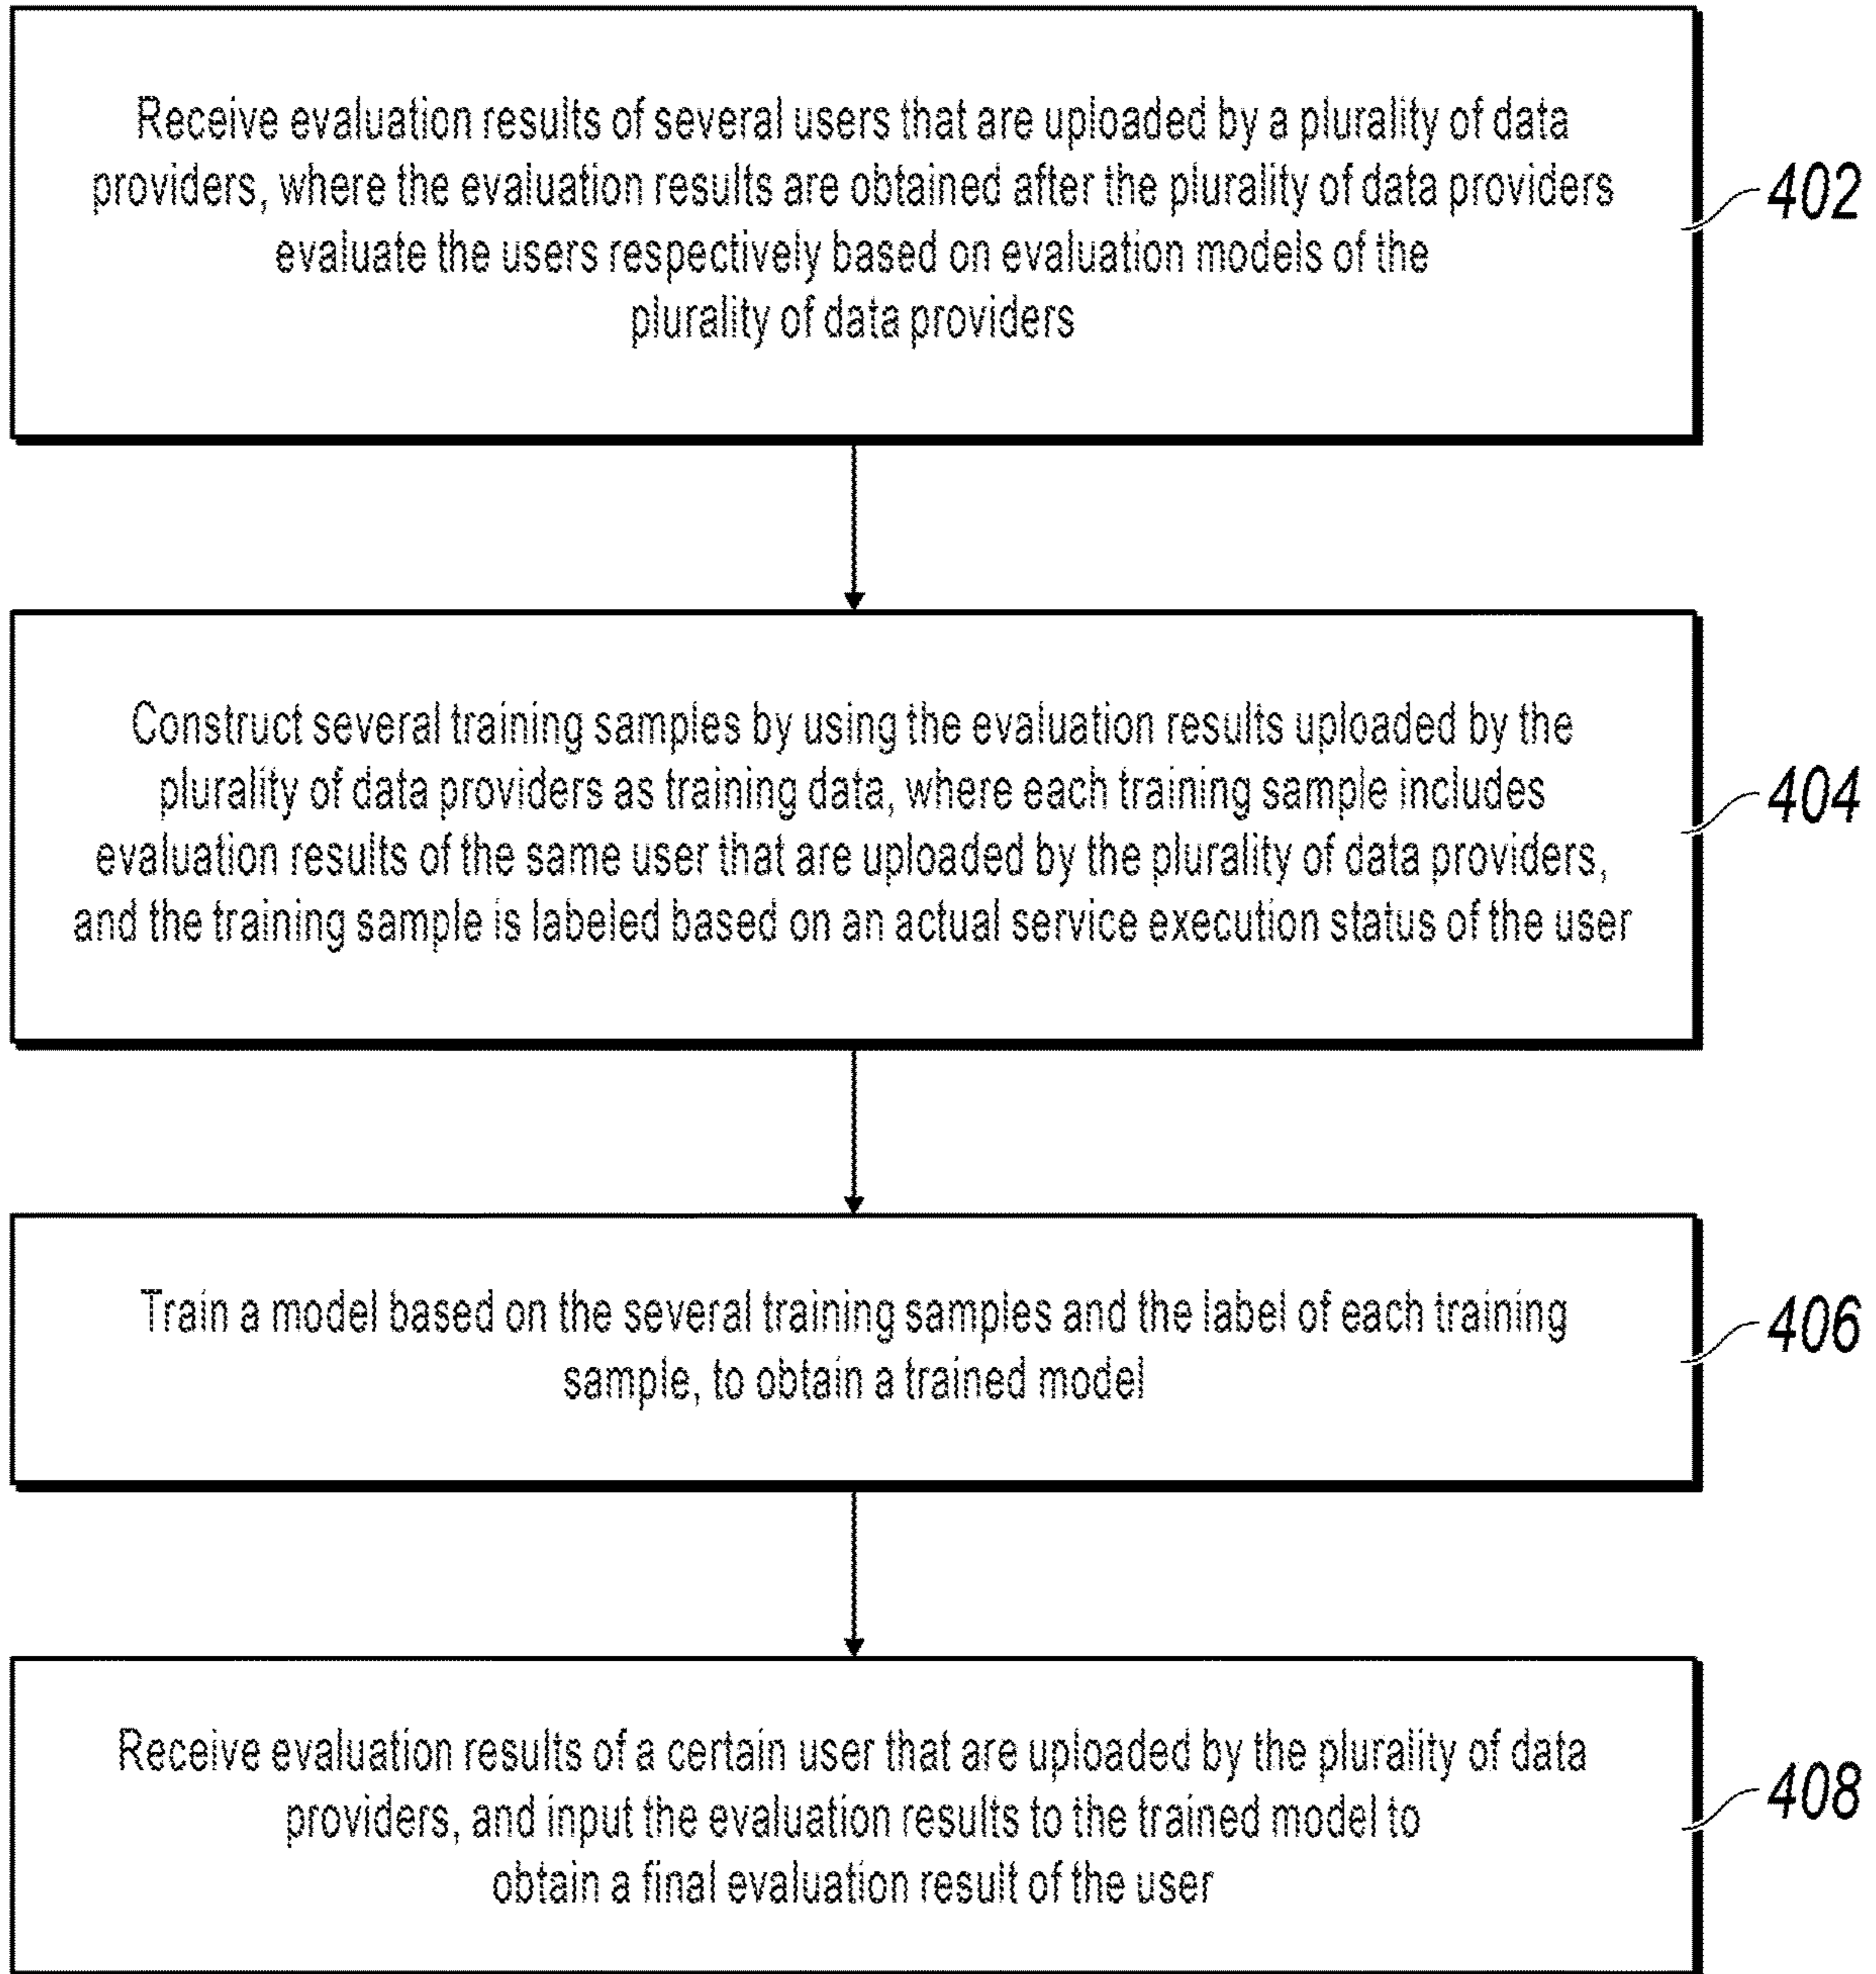 Receive evaluation results of several users that are uploaded by a plurality of data
providers, where the evaluation results are obtained after the plurality of data providers
evaluate the users respectively based on evaluation models of the
plurality of data providers
402
Construct several training samples by using the evaluation results uploaded by the
plurality of data providers as training data, where each training sample includes
evaluation results of the same user that are uploaded by the plurality of data providers,
and the training sample is labeled based on an actual service execution status of the user
404
Train a model based on the several training samples and the label of each training
sample, to obtain a trained model
406
Receive evaluation results of a certain user that are uploaded by the plurality of data
providers, and input the evaluation results to the trained model to
obtain a final evaluation result of the user
408